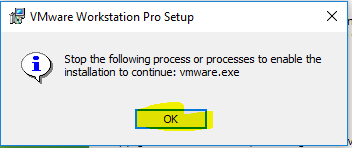 VMware Workstation Pro Setup
Stop the following process or processes to enable the
installation to continue: vmware.exe
OK